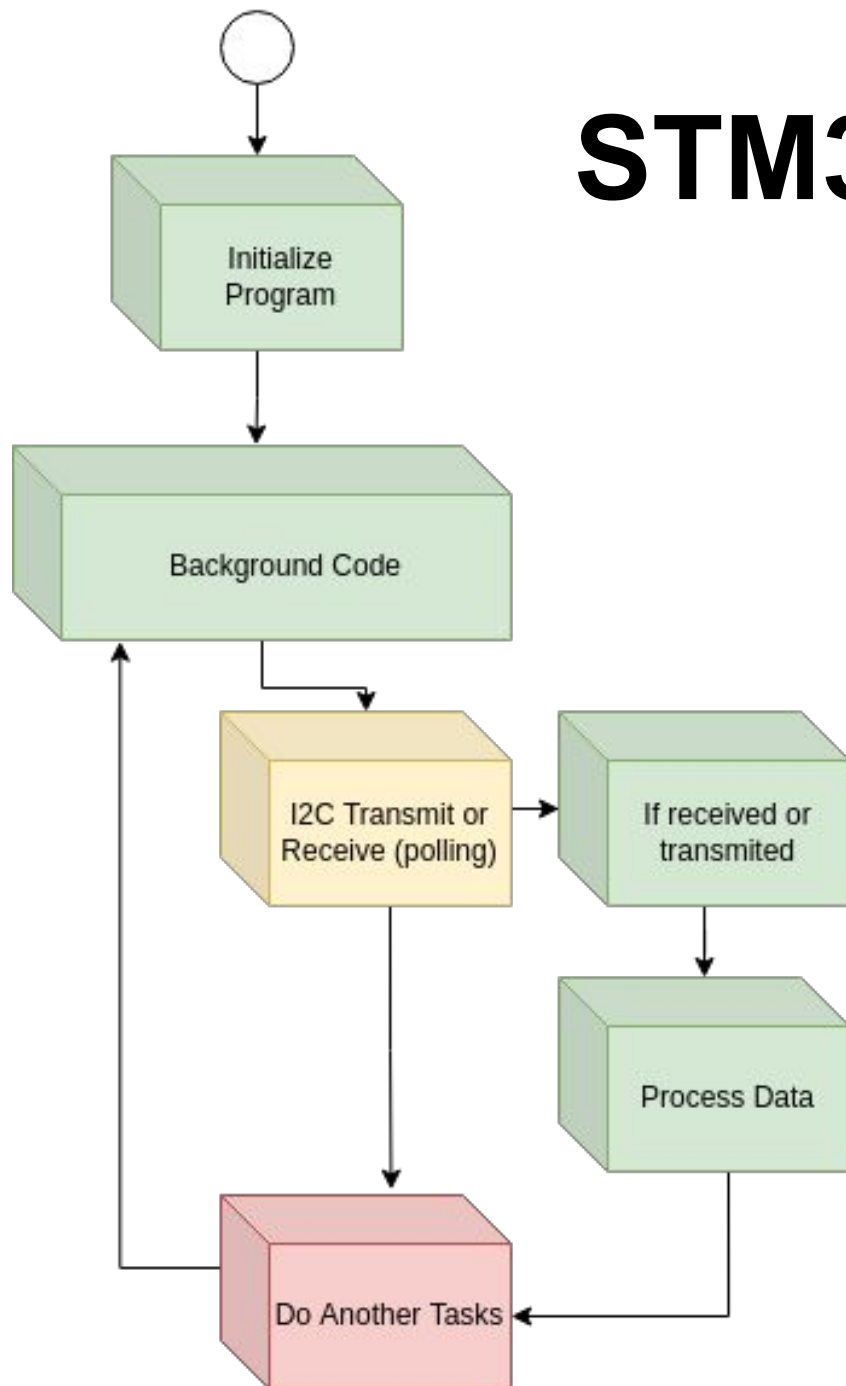 STM3
Initialize
Program
Background Code
I2C Transmit or
Receive (polling)
If received or
transmited
Process Data
Do Another Tasks